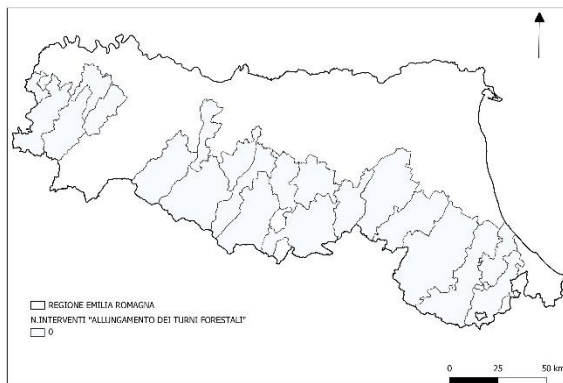 REGIONE EMILIA ROMAGNA
N.INTERVENTI "ALLUNGAMENTO DEI TURNI FORESTALI"
0
0 25 50 km